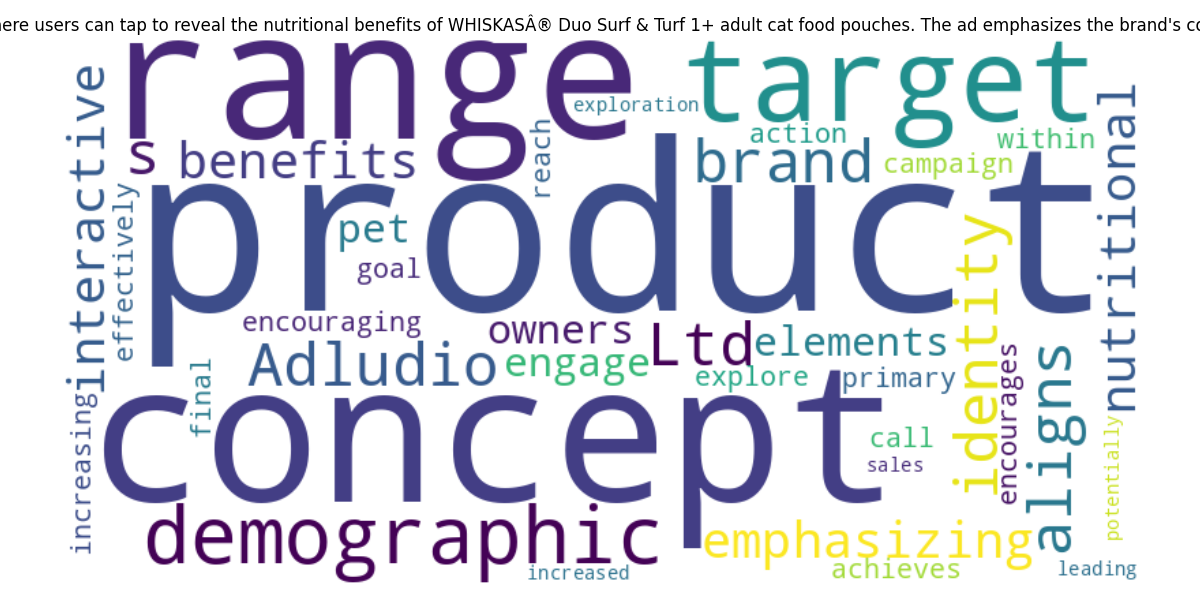 here users can tap to reveal the nutritional benefits of WHISKASÂ® Duo Surf & Turf 1+ adult cat food pouches. The ad emphasizes the brand's co
range
target
exploration
interactive
s
benefits
reach
action
within
brand
campaign
nutritional
product
effectively
pet
goal
identity
encouraging
owners
Ltd
elements
Adludio
engage
explore
primary
encourages
aligns
final
increasing
concept
call
sales
potentially
demographic
emphasizing
achieves
increased
leading